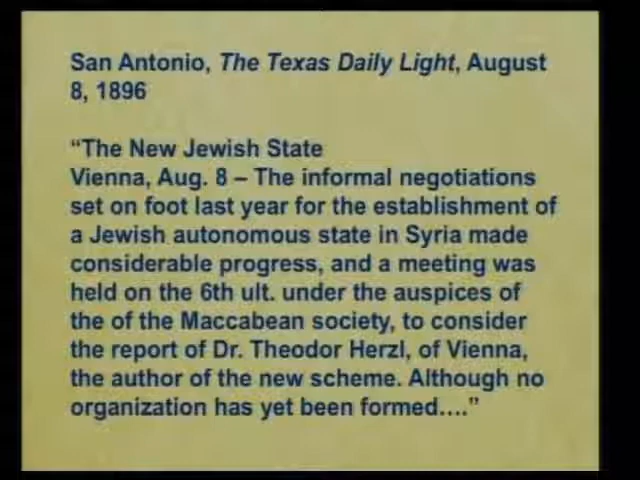 San Antonio, The Texas Daily Light, August
8, 1896
“The New Jewish State
Vienna, Aug. 8 – The informal negotiations
set on foot last year for the establishment of
a Jewish autonomous state in Syria made
considerable progress, and a meeting was
held on the 6th ult. under the auspices of
the of the Maccabean society, to consider
the report of Dr. Theodor Herzl, of Vienna,
the author of the new scheme. Although no
organization has yet been formed….”